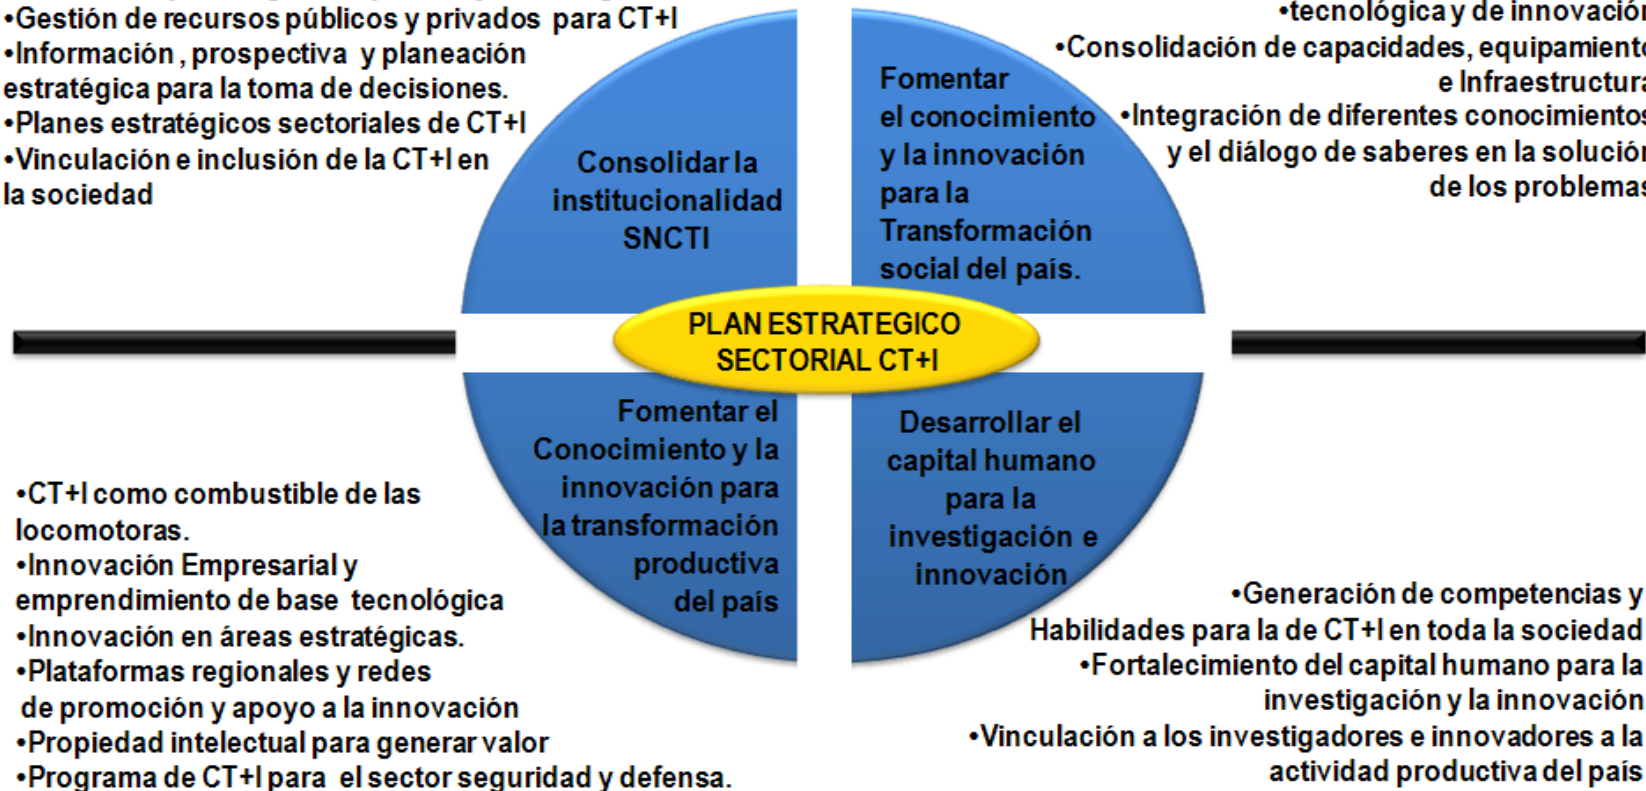 •Gestión de recursos públicos y privados para CT+I
•Información , prospectiva y planeación
estratégica para la toma de decisiones.
•Planes estratégicos sectoriales de CT+I
•Vinculación e inclusión de la CT+I en
la sociedad
Consolidar la
institucionalidad
SNCTI
Fomentar
el conocimiento
y la innovación
para la
Transformación
social del país.
•tecnológica y de innovación
•Consolidación de capacidades, equipamiento
e Infraestructura
•Integración de diferentes conocimientos
y el diálogo de saberes en la solución
de los problemas
PLAN ESTRATEGICO
SECTORIAL CT+I
Fomentar el
Conocimiento y la
innovación para
la transformación
productiva
del país
Desarrollar el
capital humano
para la
investigación e
innovación
•CT+I como combustible de las
locomotoras.
•Innovación Empresarial y
emprendimiento de base tecnológica
•Innovación en áreas estratégicas.
•Plataformas regionales y redes
de promoción y apoyo a la innovación
•Propiedad intelectual para generar valor
•Programa de CT+I para el sector seguridad y defensa.
•Generación de competencias y
Habilidades para la de CT+I en toda la sociedad
•Fortalecimiento del capital humano para la
investigación y la innovación
•Vinculación a los investigadores e innovadores a la
actividad productiva del país